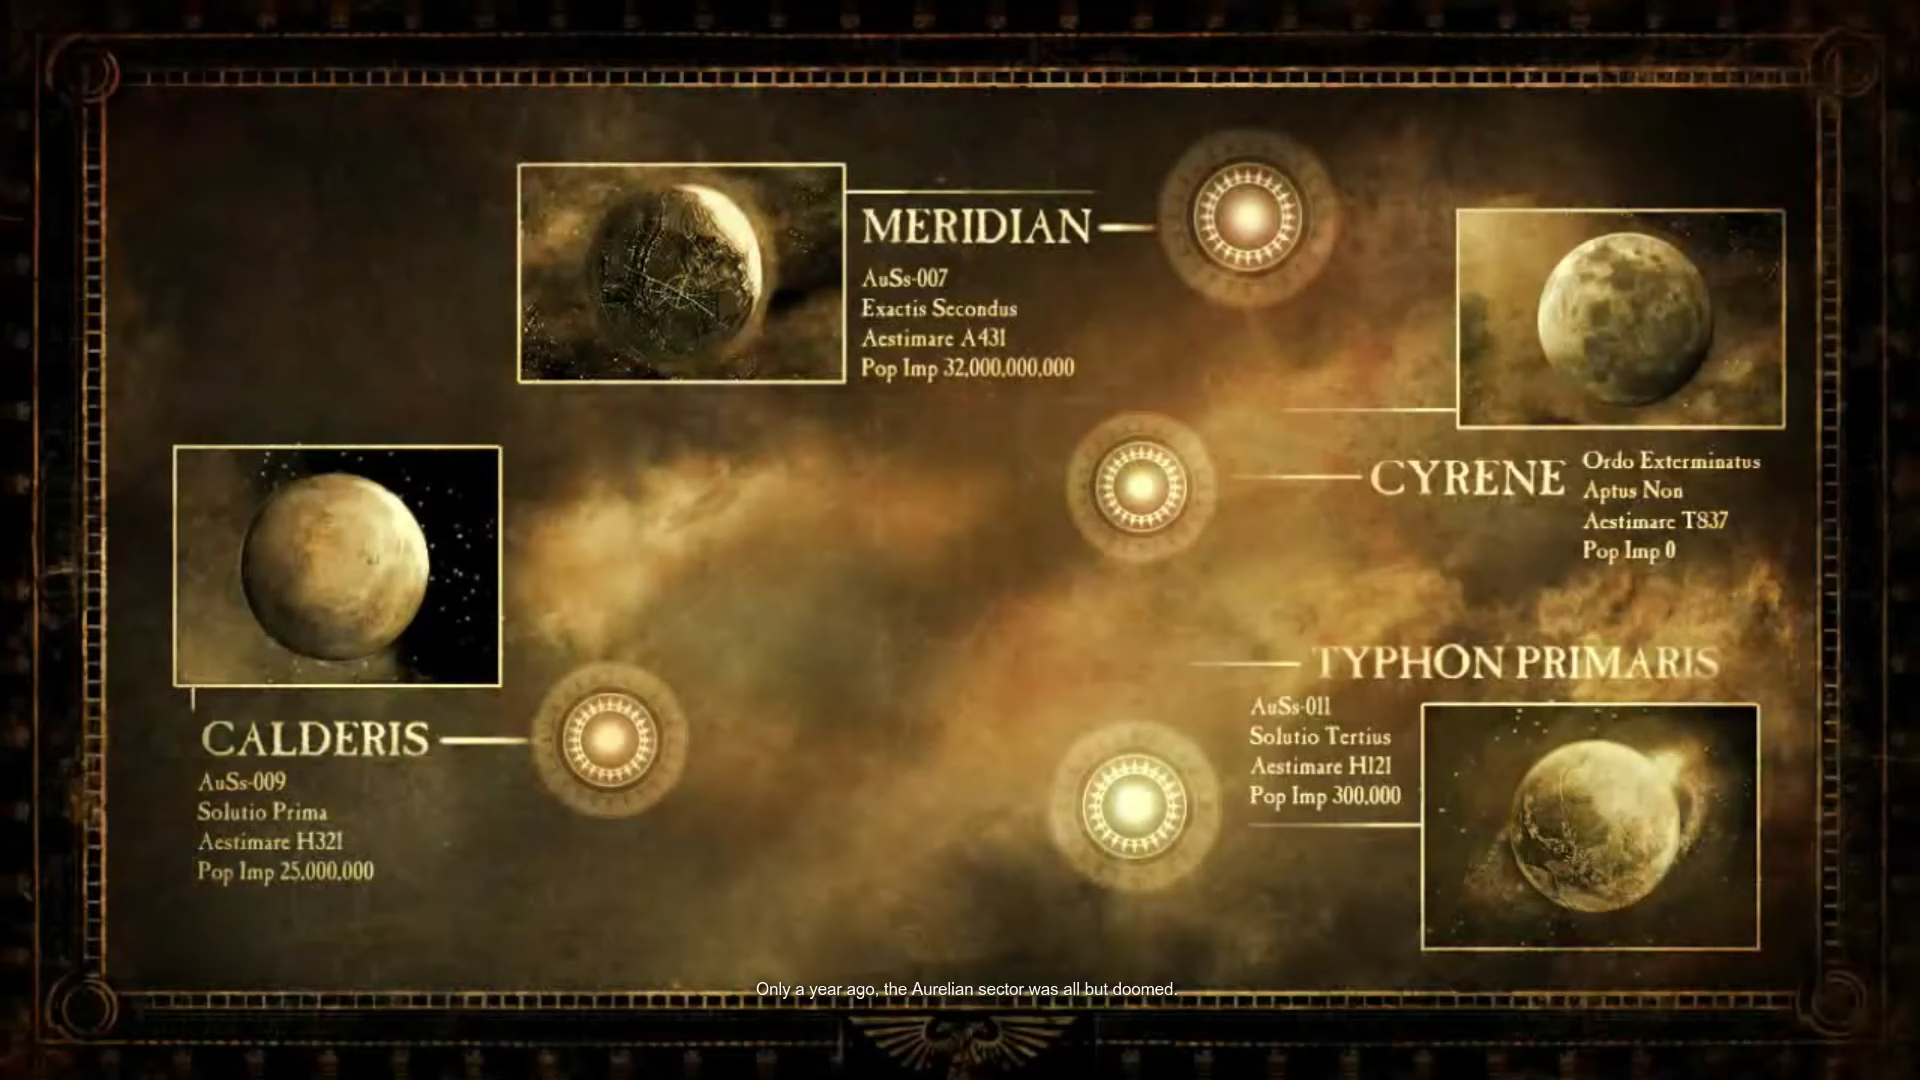 MERIDIAN
AuSs-007
Exactis Secondus
Aestimare A431
Pop Imp 32,000,000,000
CYRENE
Ordo Exterminatus
Aptus Non
Aestimare T837
Pop Imp 0
TYPHON PRIMARIS
AuSs-011
Solutio Tertius
Aestimare H121
Pop Imp 300,000
CALDERIS
AuSs-009
Solutio Prima
Aestimare H321
Pop Imp 25,000,000
Only a year ago, the Aurelian sector was all but doomed.